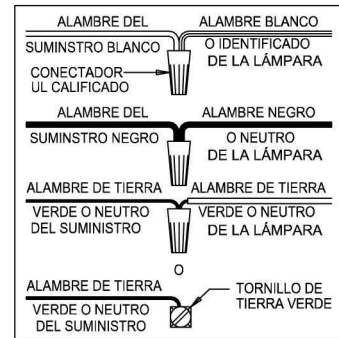 ALAMBRE DEL ALAMBRE BLANCO
SUMINSTRO BLANCO O IDENTIFICADO
DE LA LÁMPARA
CONECTADOR
UL CALIFICADO
ALAMBRE DEL ALAMBRE NEGRO
SUMINSTRO NEGRO O NEUTRO
DE LA LÁMPARA
ALAMBRE DE TIERRA ALAMBRE DE TIERRA
VERDE O NEUTRO VERDE O NEUTRO
DEL SUMINISTRO DE LA LÁMPARA
O
ALAMBRE DE TIERRA TORNILLO DE
VERDE O NEUTRO TIERRA VERDE
DEL SUMINISTRO